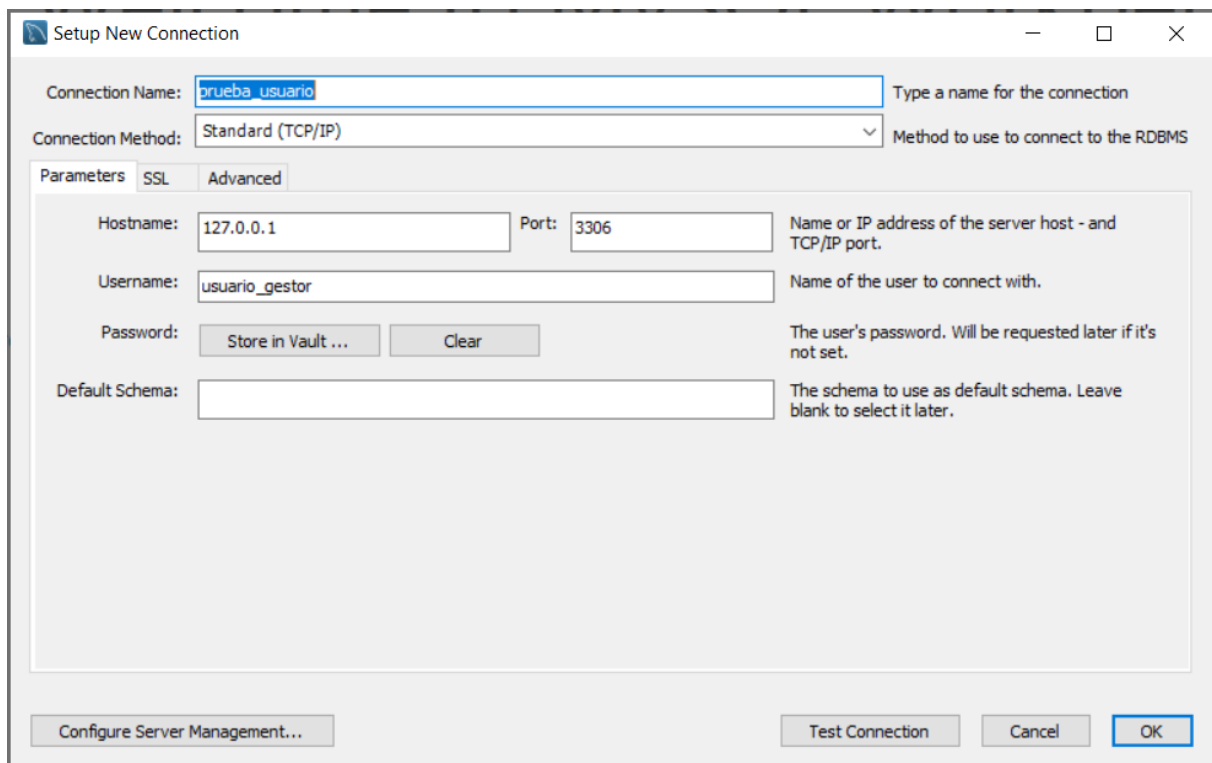 Setup New Connection
Connection Name: prueba_usuario Type a name for the connection
Connection Method: Standard (TCP/IP) Method to use to connect to the RDBMS
Parameters SSL Advanced
Hostname: 127.0.0.1 Port: 3306 Name or IP address of the server host - and
TCP/IP port.
Username: usuario_gestor Name of the user to connect with.
Password: Store in Vault ... Clear The user's password. Will be requested later if it's
not set.
Default Schema: The schema to use as default schema. Leave
blank to select it later.
Configure Server Management... Test Connection Cancel OK